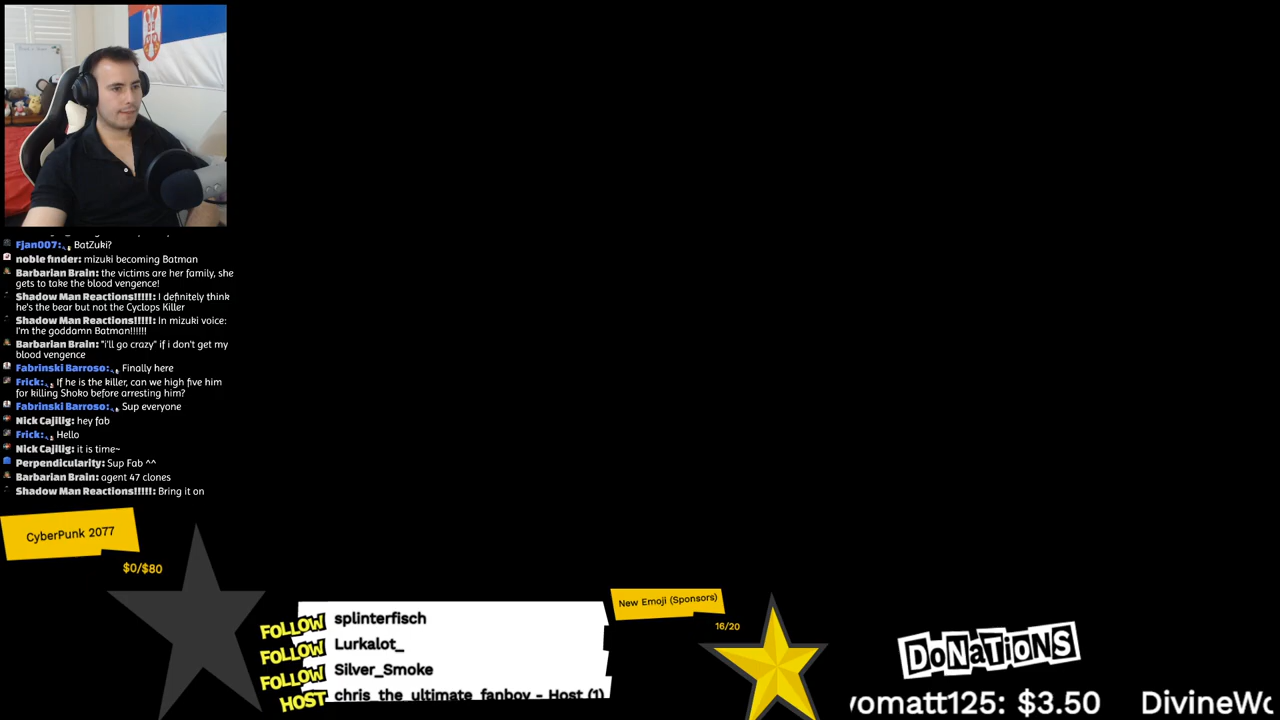 Fjan007: BatZuki?
noble finder: mizuki becoming Batman
Barbarian Brain: the victims are her family, she
gets to take the blood vengence!
Shadow Man Reactions!!!!!: I definitely think
he's the bear but not the Cyclops Killer
Shadow Man Reactions!!!!!: In mizuki voice:
I'm the goddamn Batman!!!!!!
Barbarian Brain: "i'll go crazy" if i don't get my
blood vengence
Fabrinski Barroso: Finally here
Frick: If he is the killer, can we high five him
for killing Shoko before arresting him?
Fabrinski Barroso: Sup everyone
Nick Cajilig: hey fab
Frick: Hello
Nick Cajilig: it is time~
Perpendicularity: Sup Fab ^^
Barbarian Brain: agent 47 clones
Shadow Man Reactions!!!!!: Bring it on
CyberPunk 2077
$0/$80
FOLLOW splinterfisch
FOLLOW Lurkalot_
FOLLOW Silver_Smoke
HOST chris_the_ultimate_fanboy - Host (1)
New Emoji (Sponsors)
16/20
DoNaTioNS
omatt125: $3.50 DivineWo